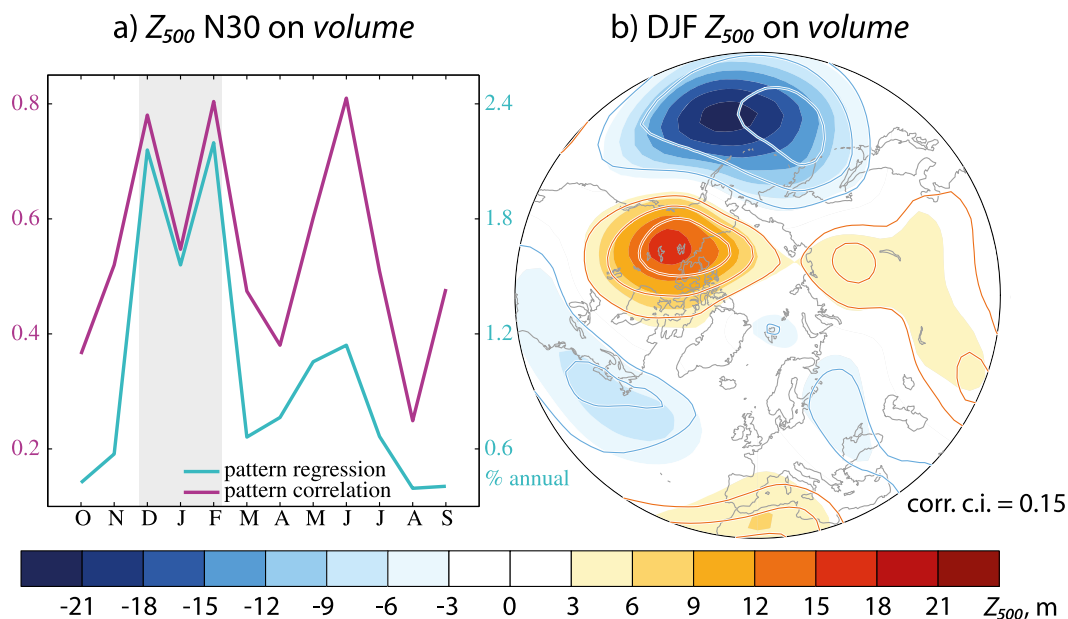 a) Z500 N30 on volume
b) DJF Z500 on volume
0.8
0.6
0.4
0.2
2.4
1.8
1.2
0.6
% annual
pattern regression
pattern correlation
O N D J F M A M J J A S
corr. c.i. = 0.15
-21 -18 -15 -12 -9 -6 -3 0 3 6 9 12 15 18 21 Z500, m